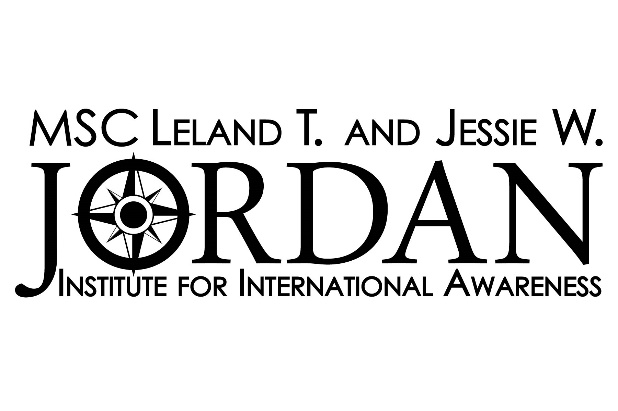 MSC LELAND T. AND JESSIE W.
JORDAN
INSTITUTE FOR INTERNATIONAL AWARENESS